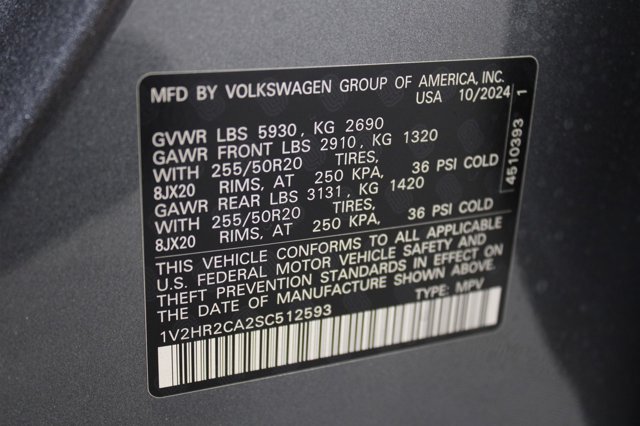 MFD BY VOLKSWAGEN GROUP OF AMERICA, INC.
USA 10/2024
GVWR LBS 5930, KG 2690
GAWR FRONT LBS 2910, KG 1320
WITH 255/50R20 TIRES,
8JX20 RIMS, AT 250 KPA, 36 PSI COLD
GAWR REAR LBS 3131, KG 1420
WITH 255/50R20 TIRES,
8JX20 RIMS, AT 250 KPA, 36 PSI COLD
THIS VEHICLE CONFORMS TO ALL APPLICABLE
U.S. FEDERAL MOTOR VEHICLE SAFETY AND
THEFT PREVENTION STANDARDS IN EFFECT ON
THE DATE OF MANUFACTURE SHOWN ABOVE.
1V2HR2CA2SC512593 TYPE: MPV
4510393 1